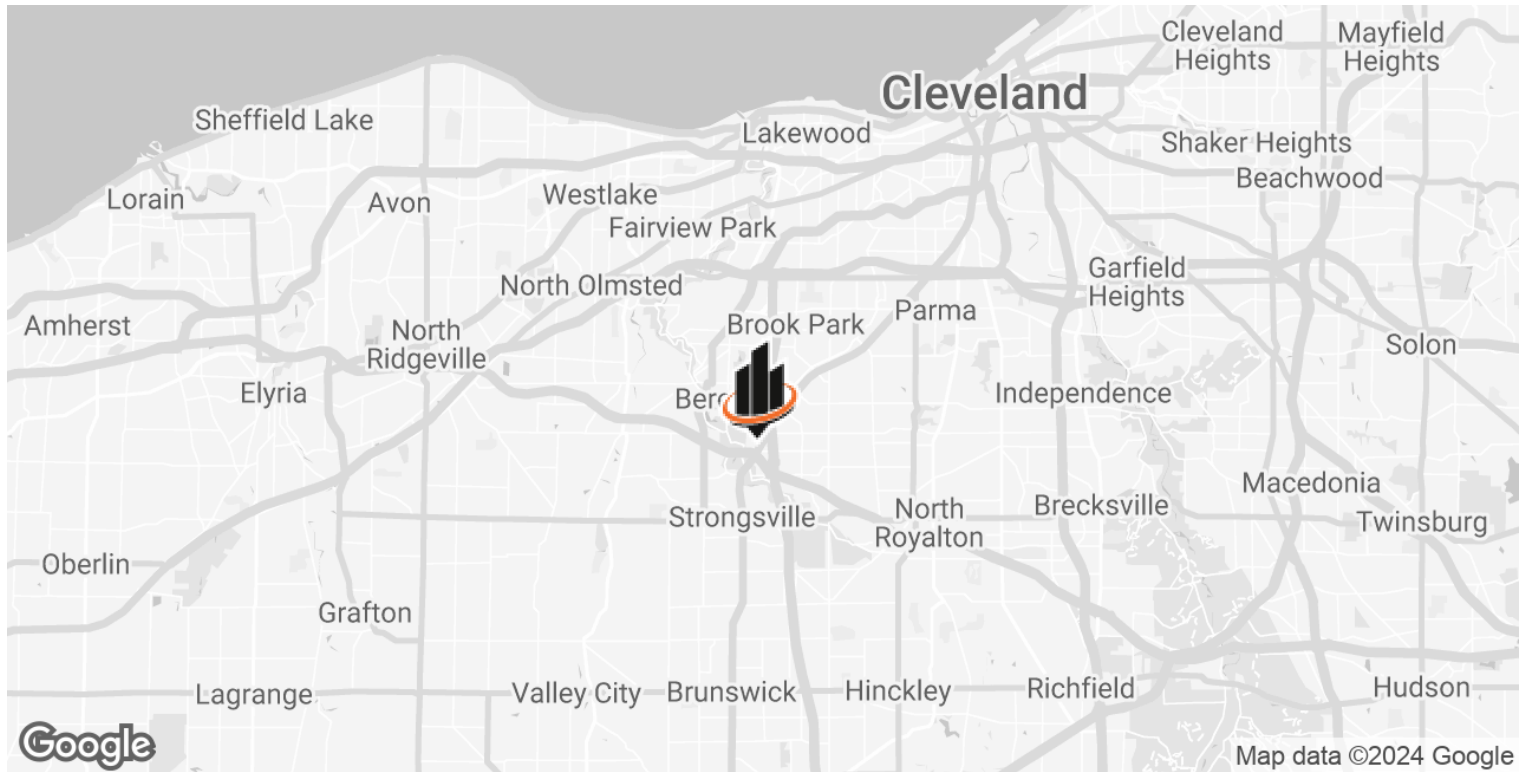 Cleveland
Heights
Mayfield
Heights
Cleveland
Sheffield Lake
Lakewood
Shaker Heights
Beachwood
Lorain
Avon
Westlake
Fairview Park
Garfield
Heights
North Olmsted
Amherst
North
Ridgeville
Brook Park
Parma
Solon
Elyria
Independence
Macedonia
Strongsville
North
Royalton
Brecksville
Twinsburg
Oberlin
Grafton
Lagrange
Valley City
Brunswick
Hinckley
Richfield
Hudson
Google
Map data ©2024 Google